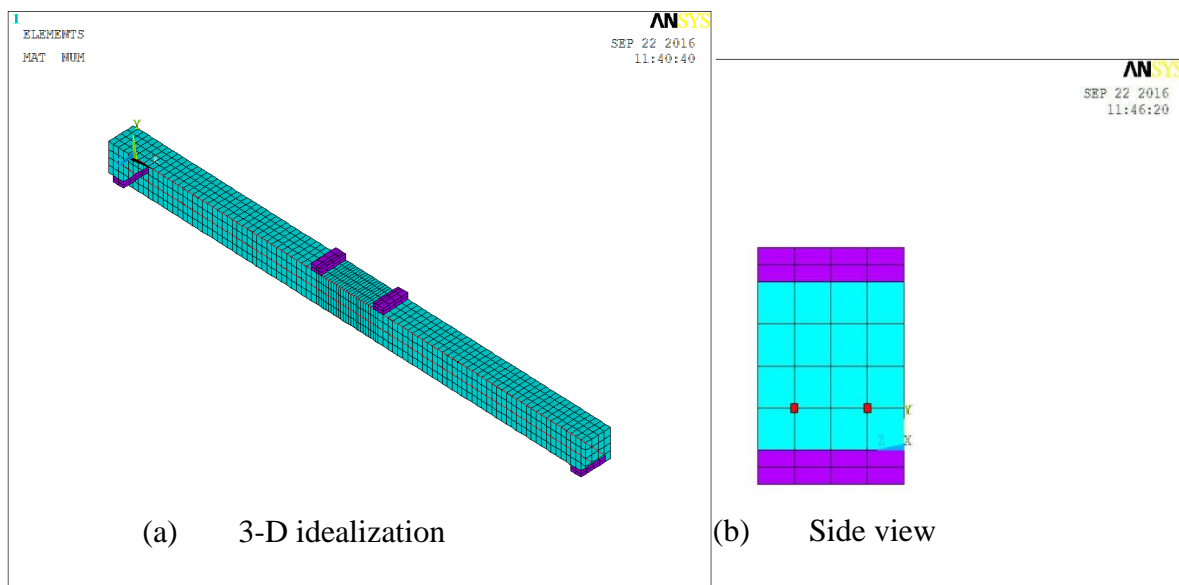 1
ANSYS
ELEMENTS
MAT NUM
SEP 22 2016
11:40:40
Y
(a) 3-D idealization
ANSYS
SEP 22 2016
11:46:20
Y
Z X
(b) Side view